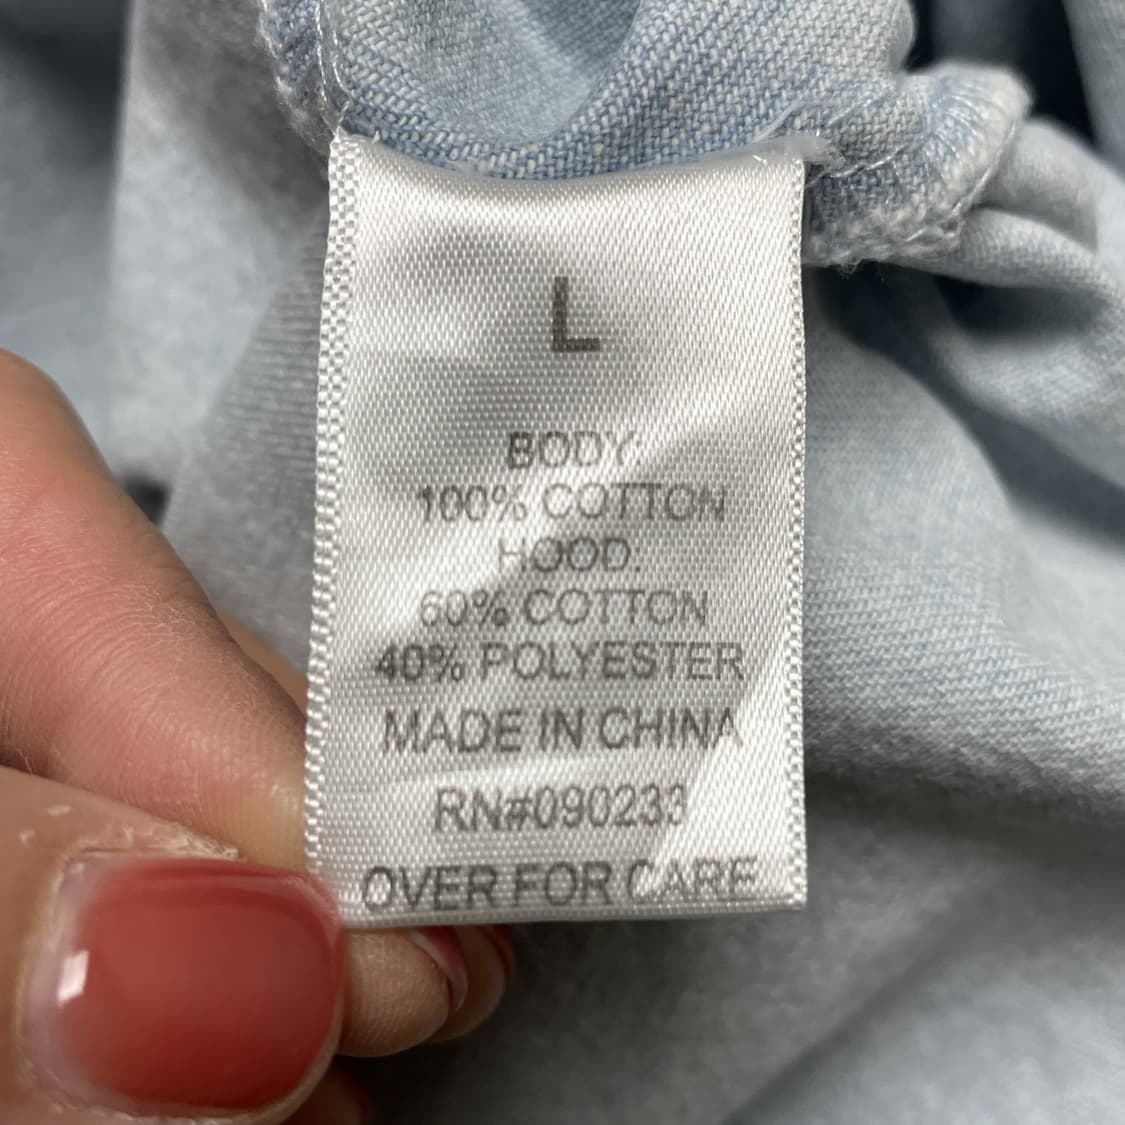 L
BODY
100% COTTON
HOOD.
60% COTTON
40% POLYESTER
MADE IN CHINA
RN#090233
OVER FOR CARE